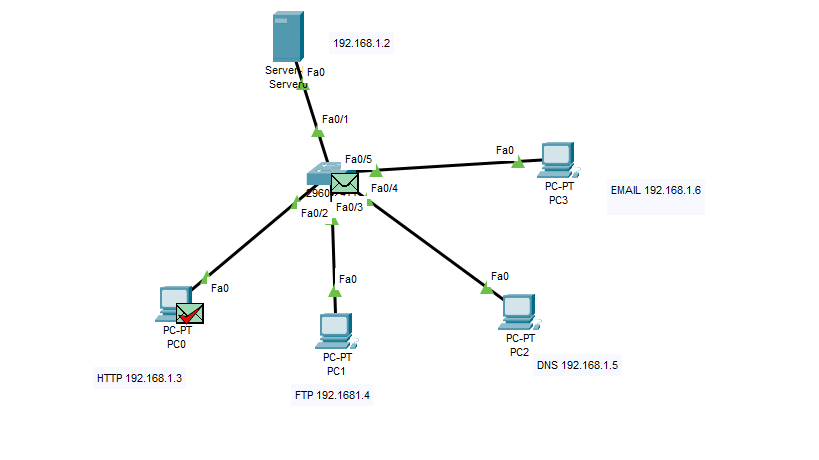 192.168.1.2
Server-
Fa0
Server0
Fa0/1
Fa0/5
Fa0
PC-PT
PC3
EMAIL 192.168.1.6
Fa0/4
Fa0/3
Fa0/2
Fa0
Fa0
Fa0
PC-PT
PC0
PC-PT
PC1
PC-PT
PC2
HTTP 192.168.1.3
FTP 192.1681.4
DNS 192.168.1.5